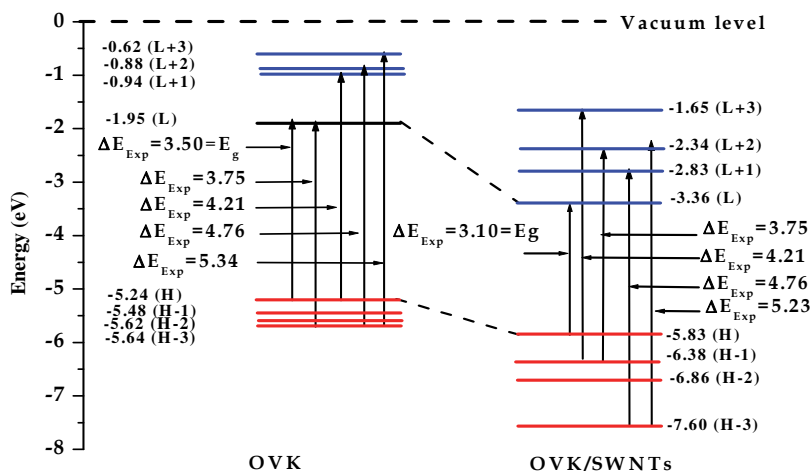 Vacuum level
Energy (eV)
0
-1
-2
-3
-4
-5
-6
-7
-8
-0.62 (L+3)
-0.88 (L+2)
-0.94 (L+1)
-1.95 (L)
ΔE_Exp=3.50=E_g
ΔE_Exp=3.75
ΔE_Exp=4.21
ΔE_Exp=4.76
ΔE_Exp=5.34
-5.24 (H)
-5.48 (H-1)
-5.62 (H-2)
-5.64 (H-3)
OVK
-1.65 (L+3)
-2.34 (L+2)
-2.83 (L+1)
-3.36 (L)
ΔE_Exp=3.10=Eg
ΔE_Exp=3.75
ΔE_Exp=4.21
ΔE_Exp=4.76
ΔE_Exp=5.23
-5.83 (H)
-6.38 (H-1)
-6.86 (H-2)
-7.60 (H-3)
OVK/SWNTs